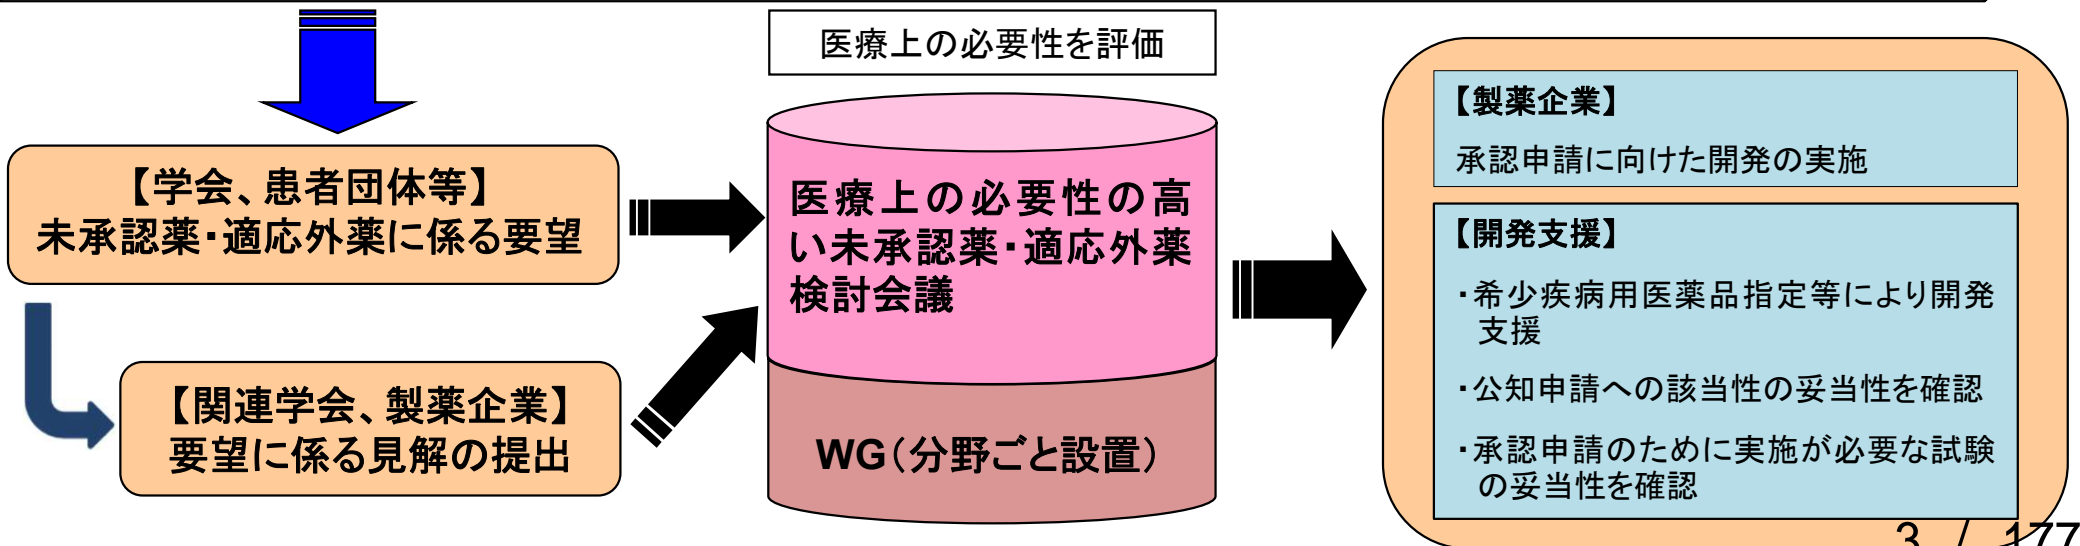 医療上の必要性を評価
【学会、患者団体等】
未承認薬・適応外薬に係る要望
【関連学会、製薬企業】
要望に係る見解の提出
医療上の必要性の高
い未承認薬・適応外薬
検討会議
WG(分野ごと設置)
【製薬企業】
承認申請に向けた開発の実施
【開発支援】
・希少疾病用医薬品指定等により開発
支援
・公知申請への該当性の妥当性を確認
・承認申請のために実施が必要な試験
の妥当性を確認
3 / 177